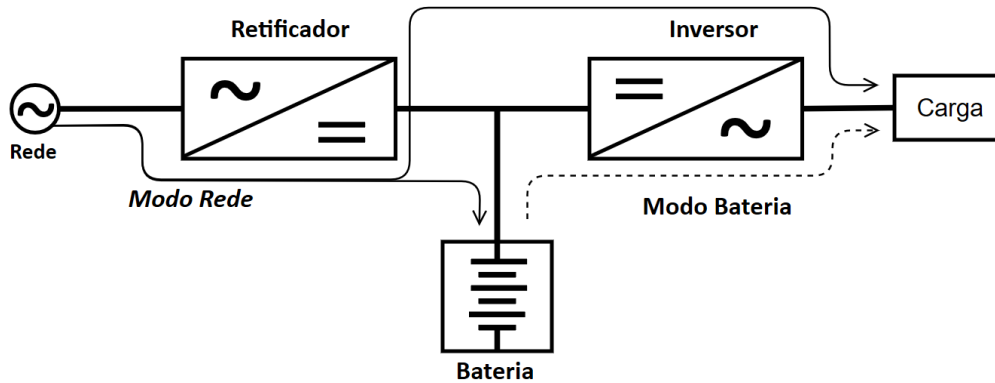 Retificador
Inversor
Carga
Rede
Modo Rede
Modo Bateria
Bateria